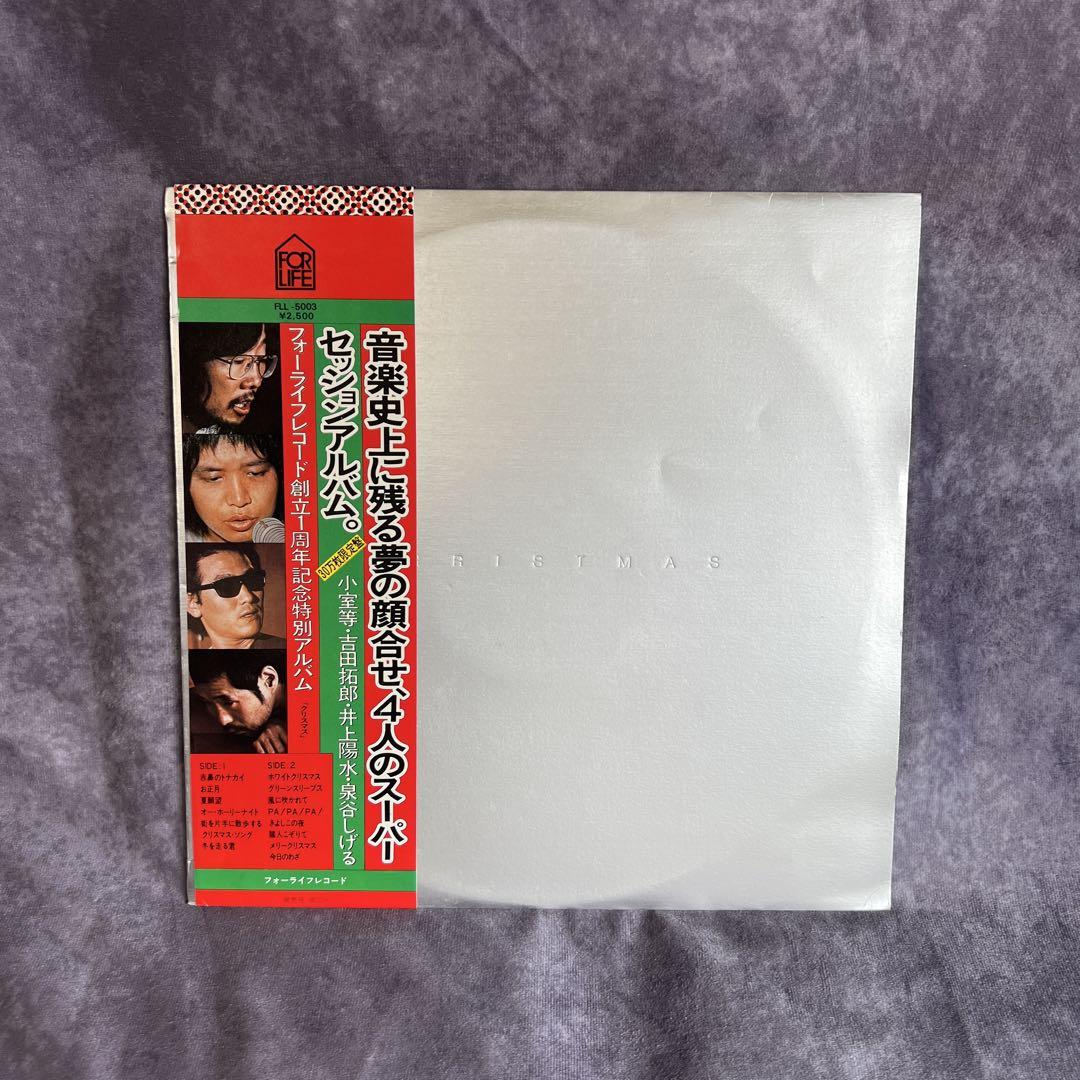 FOR
LIFE
FLL-5003
¥2,500
音楽史上に残る夢の顔合せ、4人のスーパー
セッションアルバム。
30万枚限定盤
小室等・吉田拓郎・井上陽水・泉谷しげる
フォーライフレコード創立1周年記念特別アルバム
「クリスマス」
SIDE:1
赤鼻のトナカイ
お正月
夏願望
オー・ホーリーナイト
街を片手に散歩する
クリスマス・ソング
冬を走る君
SIDE:2
ホワイトクリスマス
グリーンスリーブス
風に吹かれて
PA/PA/PA/
きよしこの夜
諸人こぞりて
メリークリスマス
今日のわざ
フォーライフレコード
RISTMAS